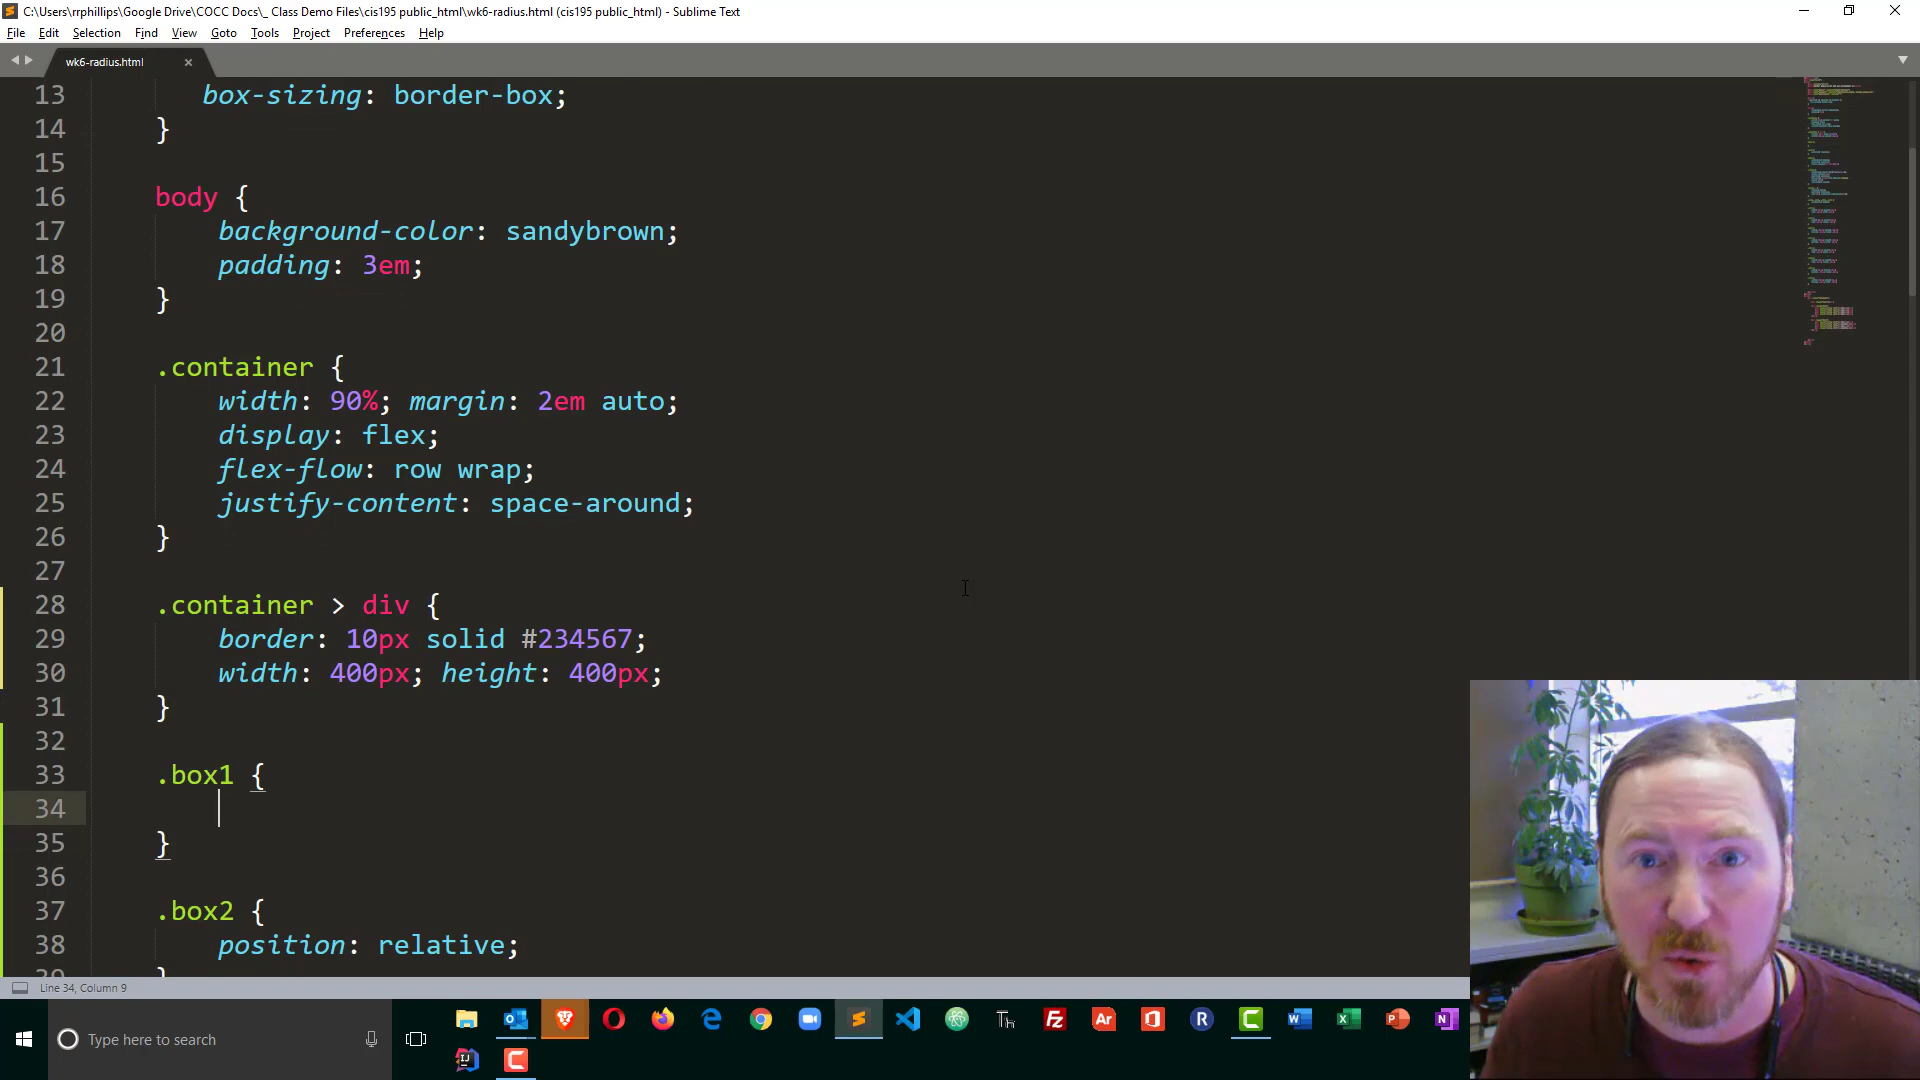 C:\Users\rrphillips\Google Drive\COCC Docs\_ Class Demo Files\cis195 public_html\wk6-radius.html (cis195 public_html) - Sublime Text
File Edit Selection Find View Goto Tools Project Preferences Help
wk6-radius.html
13 box-sizing: border-box;
14 }
15
16 body {
17 background-color: sandybrown;
18 padding: 3em;
19 }
20
21 .container {
22 width: 90%; margin: 2em auto;
23 display: flex;
24 flex-flow: row wrap;
25 justify-content: space-around;
26 }
27
28 .container > div {
29 border: 10px solid #234567;
30 width: 400px; height: 400px;
31 }
32
33 .box1 {
34
35 }
36
37 .box2 {
38 position: relative;
39 }
Line 34, Column 9
Type here to search